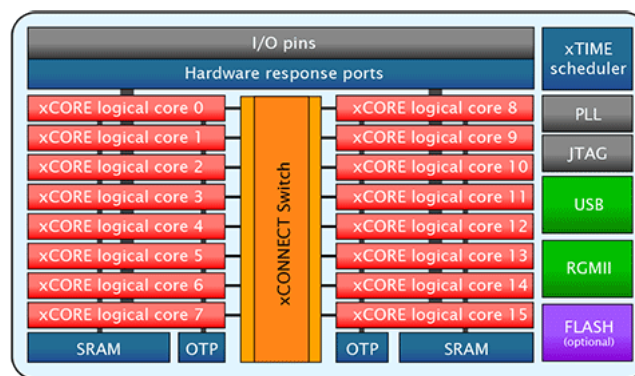 I/O pins
Hardware response ports
xTIME
scheduler
xCORE logical core 0
xCORE logical core 1
xCORE logical core 2
xCORE logical core 3
xCORE logical core 4
xCORE logical core 5
xCORE logical core 6
xCORE logical core 7
SRAM
OTP
xCONNECT Switch
xCORE logical core 8
xCORE logical core 9
xCORE logical core 10
xCORE logical core 11
xCORE logical core 12
xCORE logical core 13
xCORE logical core 14
xCORE logical core 15
OTP
SRAM
PLL
JTAG
USB
RGMII
FLASH
(optional)